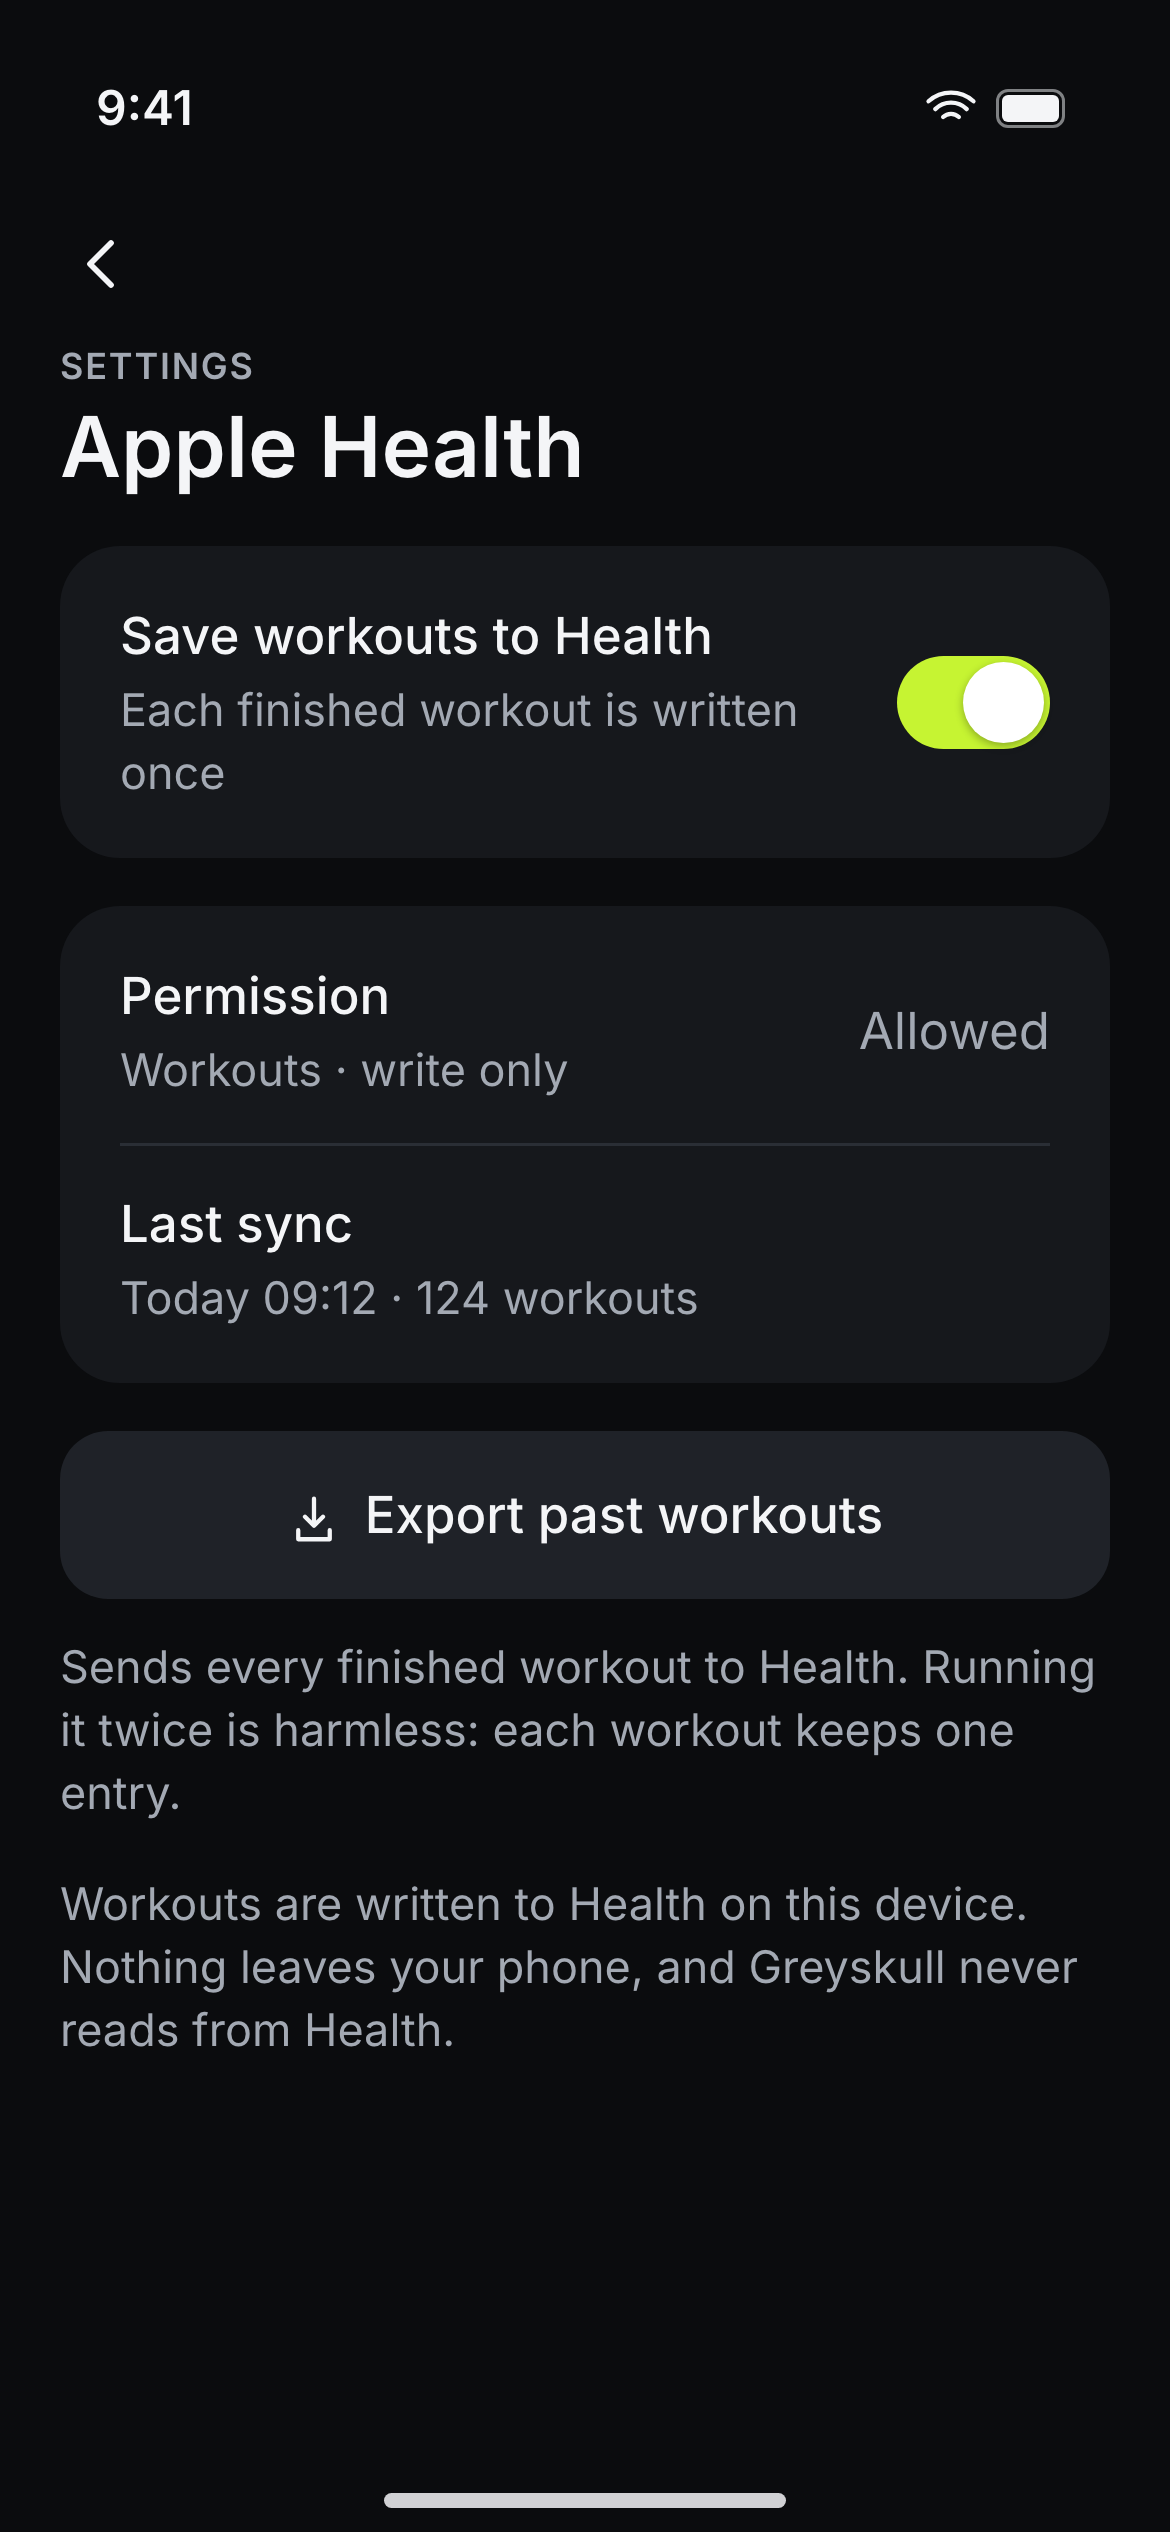 9:41
SETTINGS
Apple Health
Save workouts to Health
Each finished workout is written
once
Permission
Workouts · write only
Allowed
Last sync
Today 09:12 · 124 workouts
Export past workouts
Sends every finished workout to Health. Running
it twice is harmless: each workout keeps one
entry.
Workouts are written to Health on this device.
Nothing leaves your phone, and Greyskull never
reads from Health.